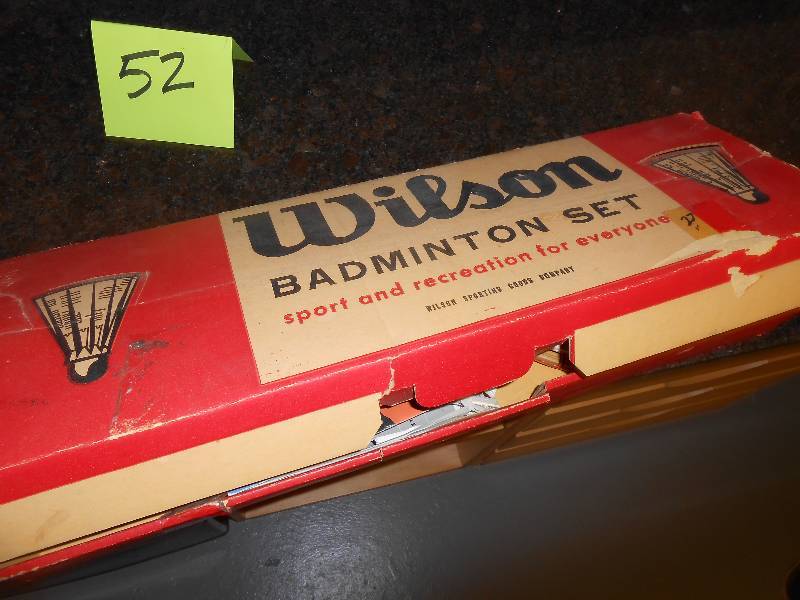 52
Wilson
BADMINTON SET
sport and recreation for everyone
WILSON SPORTING GOODS COMPANY